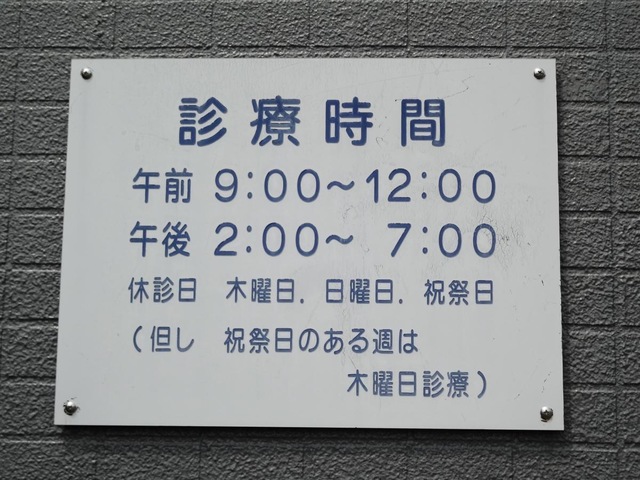 診療時間
午前 9:00～12:00
午後 2:00～ 7:00
休診日 木曜日. 日曜日. 祝祭日
(但し 祝祭日のある週は
木曜日診療)